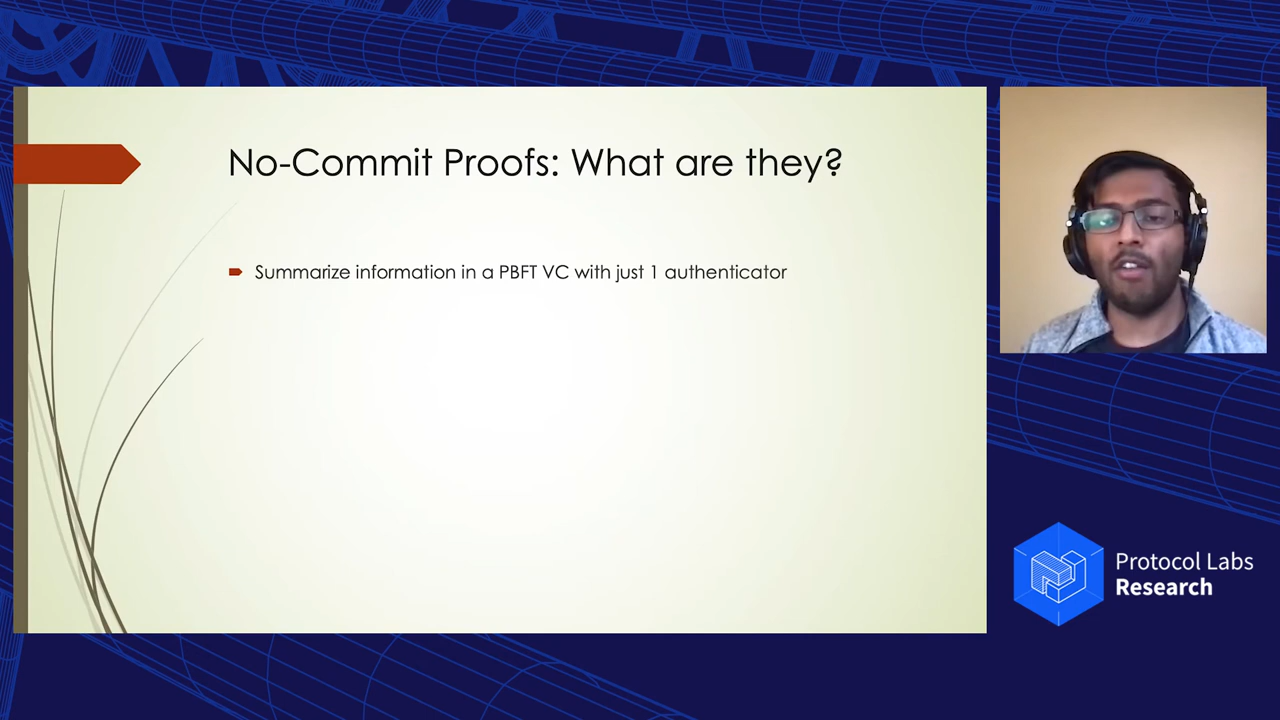 No-Commit Proofs: What are they?
Summarize information in a PBFT VC with just 1 authenticator
Protocol Labs
Research